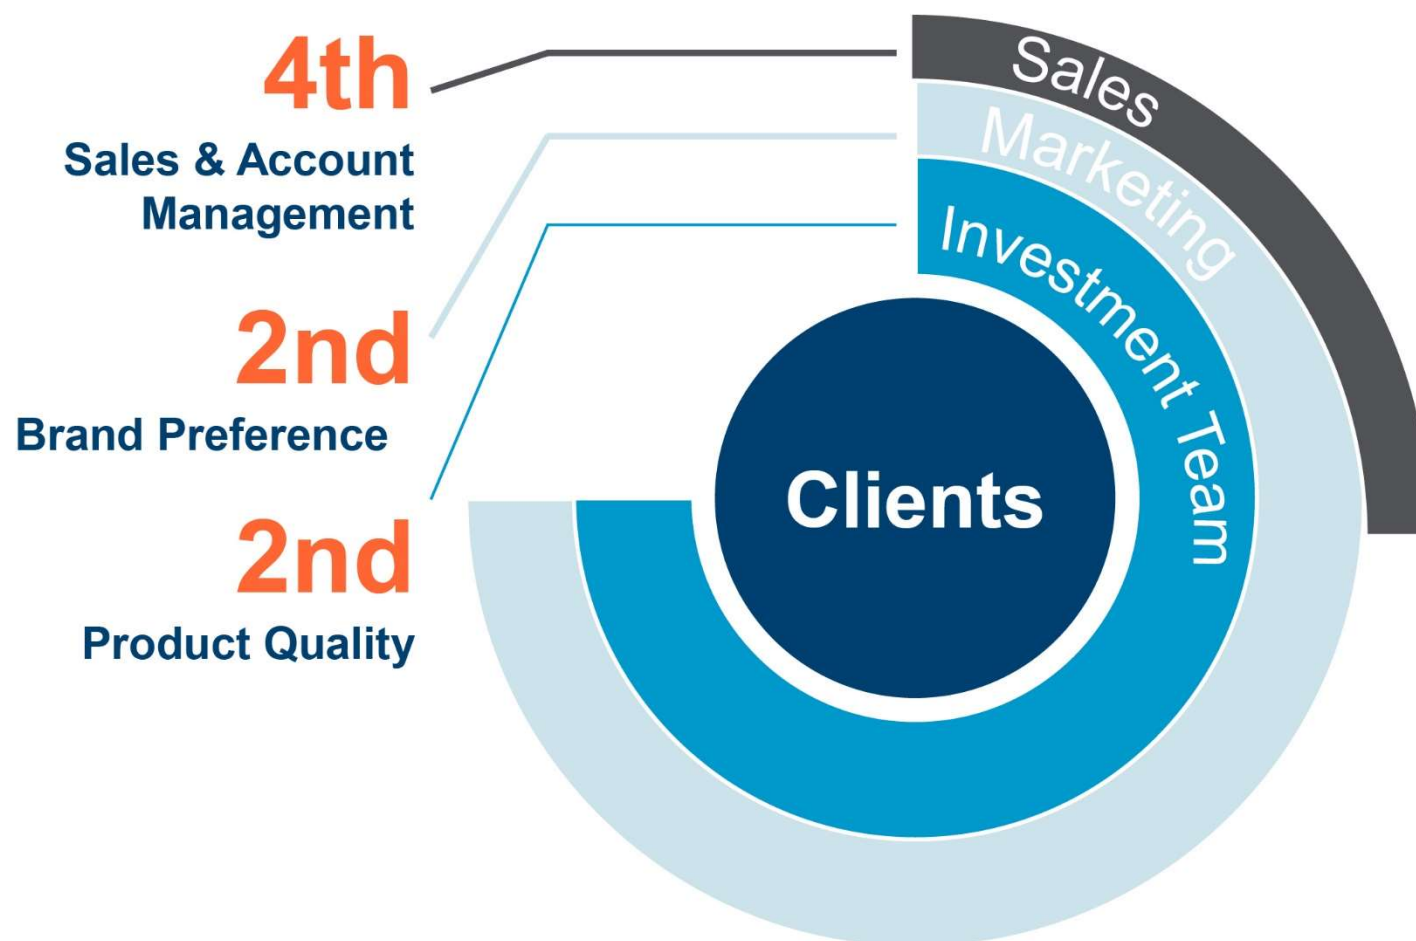 4th
Sales & Account
Management
2nd
Brand Preference
2nd
Product Quality
Sales
Marketing
Investment Team
Clients